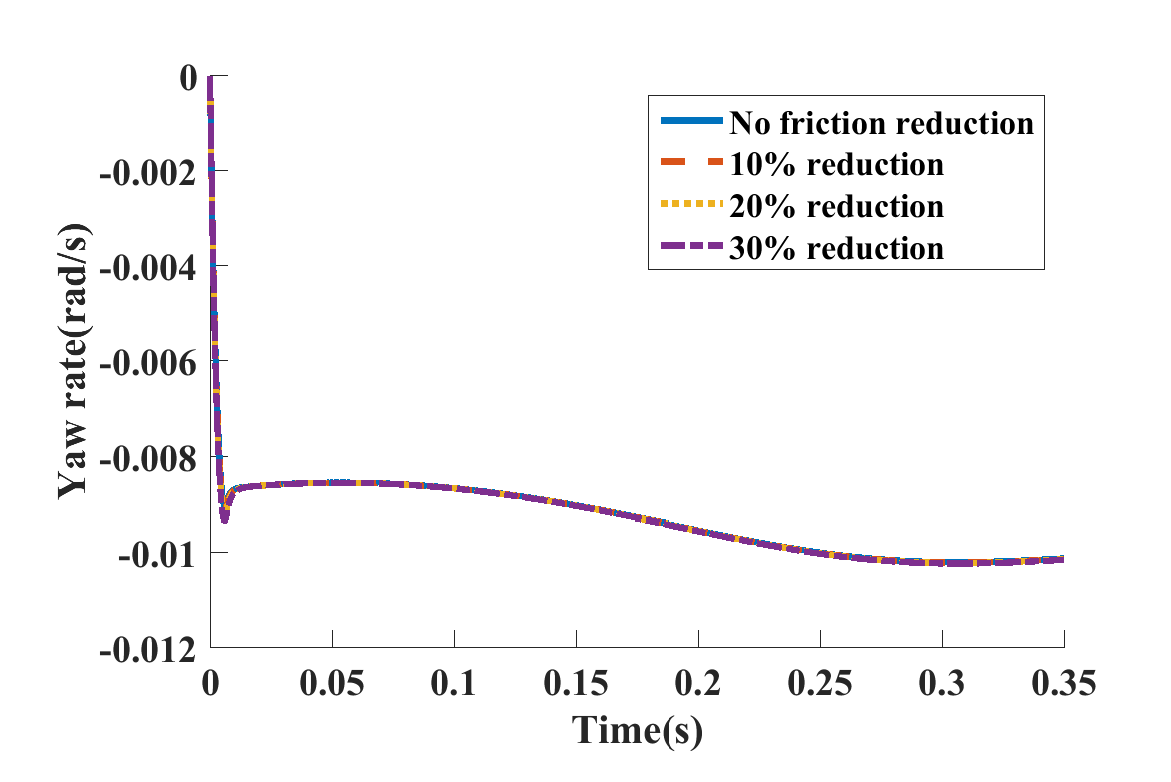 0
-0.002
-0.004
-0.006
-0.008
-0.01
-0.012
Yaw rate(rad/s)
No friction reduction
10% reduction
20% reduction
30% reduction
0 0.05 0.1 0.15 0.2 0.25 0.3 0.35
Time(s)